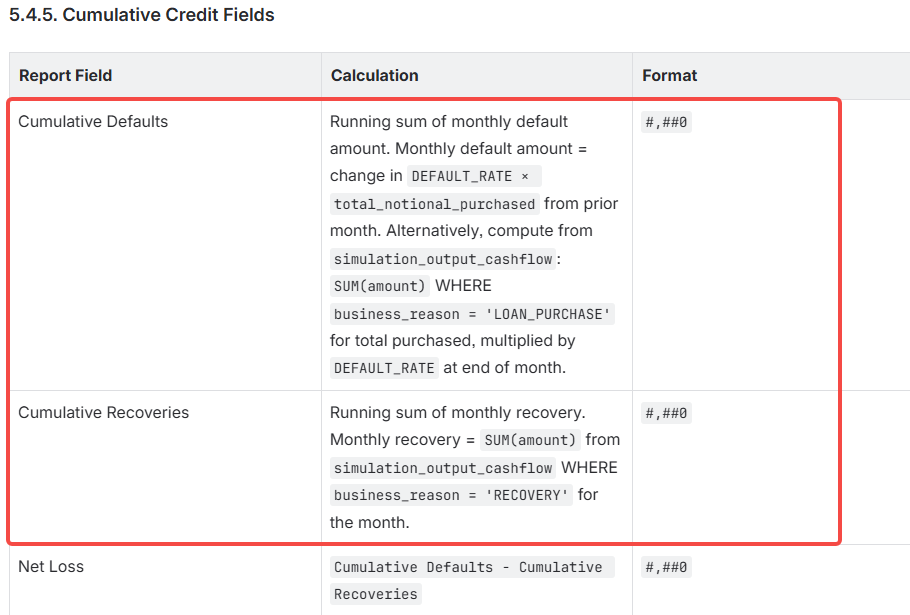 5.4.5. Cumulative Credit Fields
Report Field
Calculation
Format
Cumulative Defaults
Running sum of monthly default
amount. Monthly default amount =
change in DEFAULT_RATE ×
total_notional_purchased from prior
month. Alternatively, compute from
simulation_output_cashflow:
SUM(amount) WHERE
business_reason = 'LOAN_PURCHASE'
for total purchased, multiplied by
DEFAULT_RATE at end of month.
#,##0
Cumulative Recoveries
Running sum of monthly recovery.
Monthly recovery = SUM(amount) from
simulation_output_cashflow WHERE
business_reason = 'RECOVERY' for
the month.
#,##0
Net Loss
Cumulative Defaults - Cumulative
Recoveries
#,##0